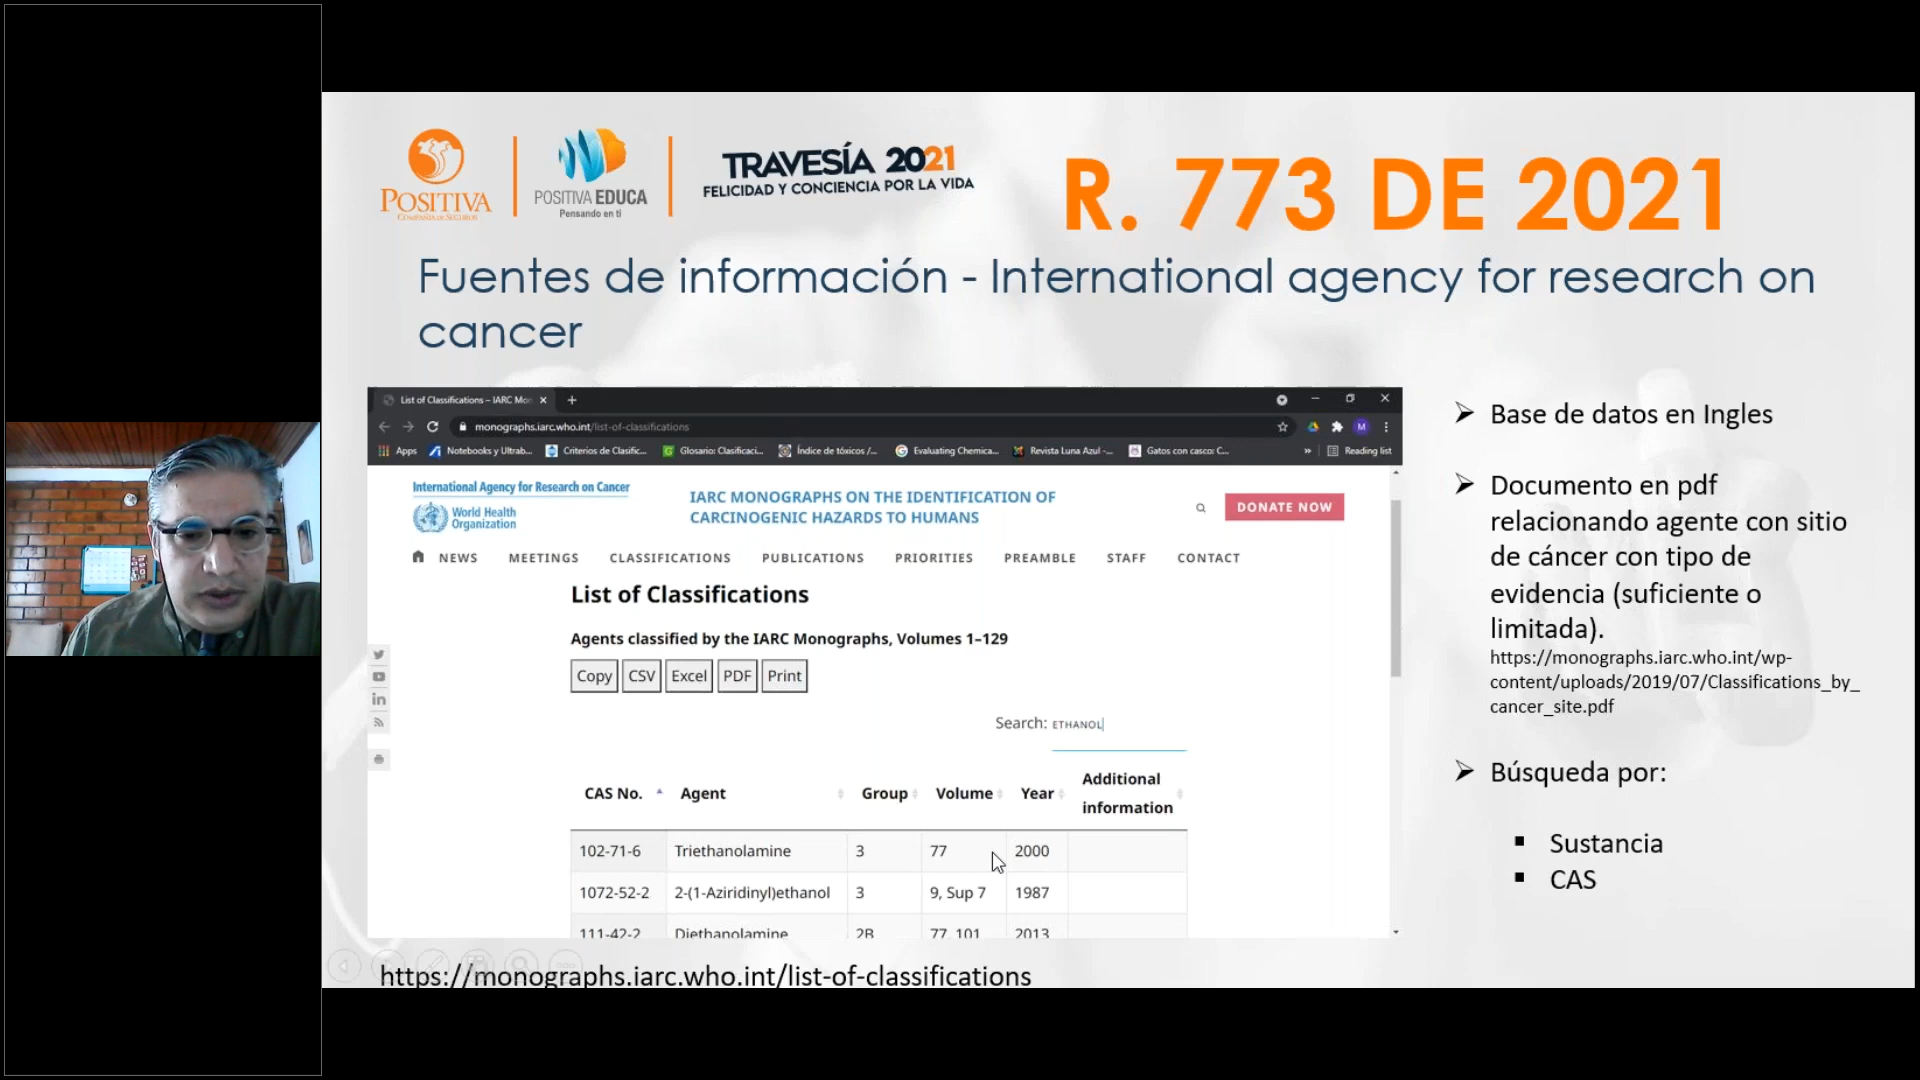 POSITIVA
COMPAÑÍA DE SEGUROS
POSITIVA EDUCA
Pensando en ti
TRAVESÍA 2021
FELICIDAD Y CONCIENCIA POR LA VIDA
R. 773 DE 2021
Fuentes de información - International agency for research on
cancer
List of Classifications – IARC Mon
monographs.iarc.who.int/list-of-classifications
Apps
Notebooks y Ultrab...
Criterios de Clasific...
Glosario: Clasificaci...
Índice de tóxicos /...
Evaluating Chemica...
Revista Luna Azul -...
Gatos con casco: C...
»
Reading list
International Agency for Research on Cancer
World Health
Organization
IARC MONOGRAPHS ON THE IDENTIFICATION OF
CARCINOGENIC HAZARDS TO HUMANS
DONATE NOW
NEWS MEETINGS CLASSIFICATIONS PUBLICATIONS PRIORITIES PREAMBLE STAFF CONTACT
List of Classifications
Agents classified by the IARC Monographs, Volumes 1–129
Copy CSV Excel PDF Print
Search: ETHANOL
CAS No. Agent Group Volume Year Additional information
102-71-6 Triethanolamine 3 77 2000
1072-52-2 2-(1-Aziridinyl)ethanol 3 9, Sup 7 1987
111-42-2 Diethanolamine 2B 77, 101 2013
https://monographs.iarc.who.int/list-of-classifications
Base de datos en Ingles
Documento en pdf
relacionando agente con sitio
de cáncer con tipo de
evidencia (suficiente o
limitada).
https://monographs.iarc.who.int/wp-
content/uploads/2019/07/Classifications_by_
cancer_site.pdf
Búsqueda por:
Sustancia
CAS